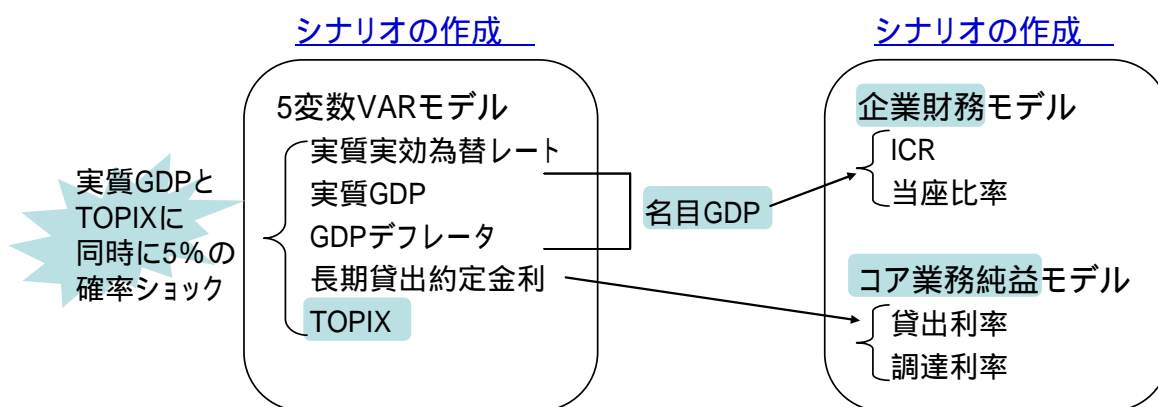 シナリオの作成
5変数VARモデル
実質実効為替レート
実質GDP
GDPデフレータ
長期貸出約定金利
TOPIX
実質GDPと
TOPIXに
同時に5%の
確率ショック
名目GDP
シナリオの作成
企業財務モデル
ICR
当座比率
コア業務純益モデル
貸出利率
調達利率